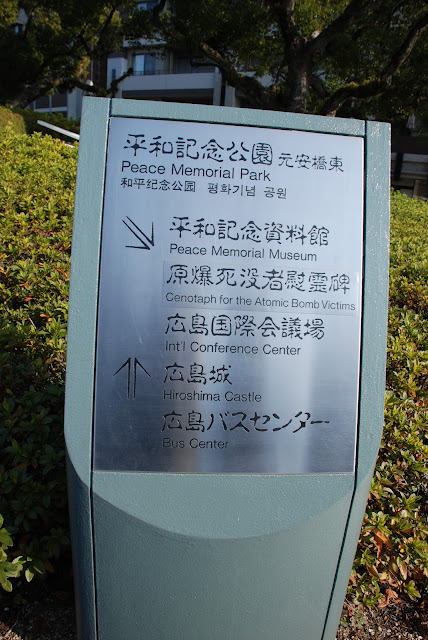 平和記念公園 元安橋東
Peace Memorial Park
和平纪念公园 평화기념 공원
平和記念資料館
Peace Memorial Museum
原爆死没者慰霊碑
Cenotaph for the Atomic Bomb Victims
広島国際会議場
Int'l Conference Center
広島城
Hiroshima Castle
広島バスセンター
Bus Center